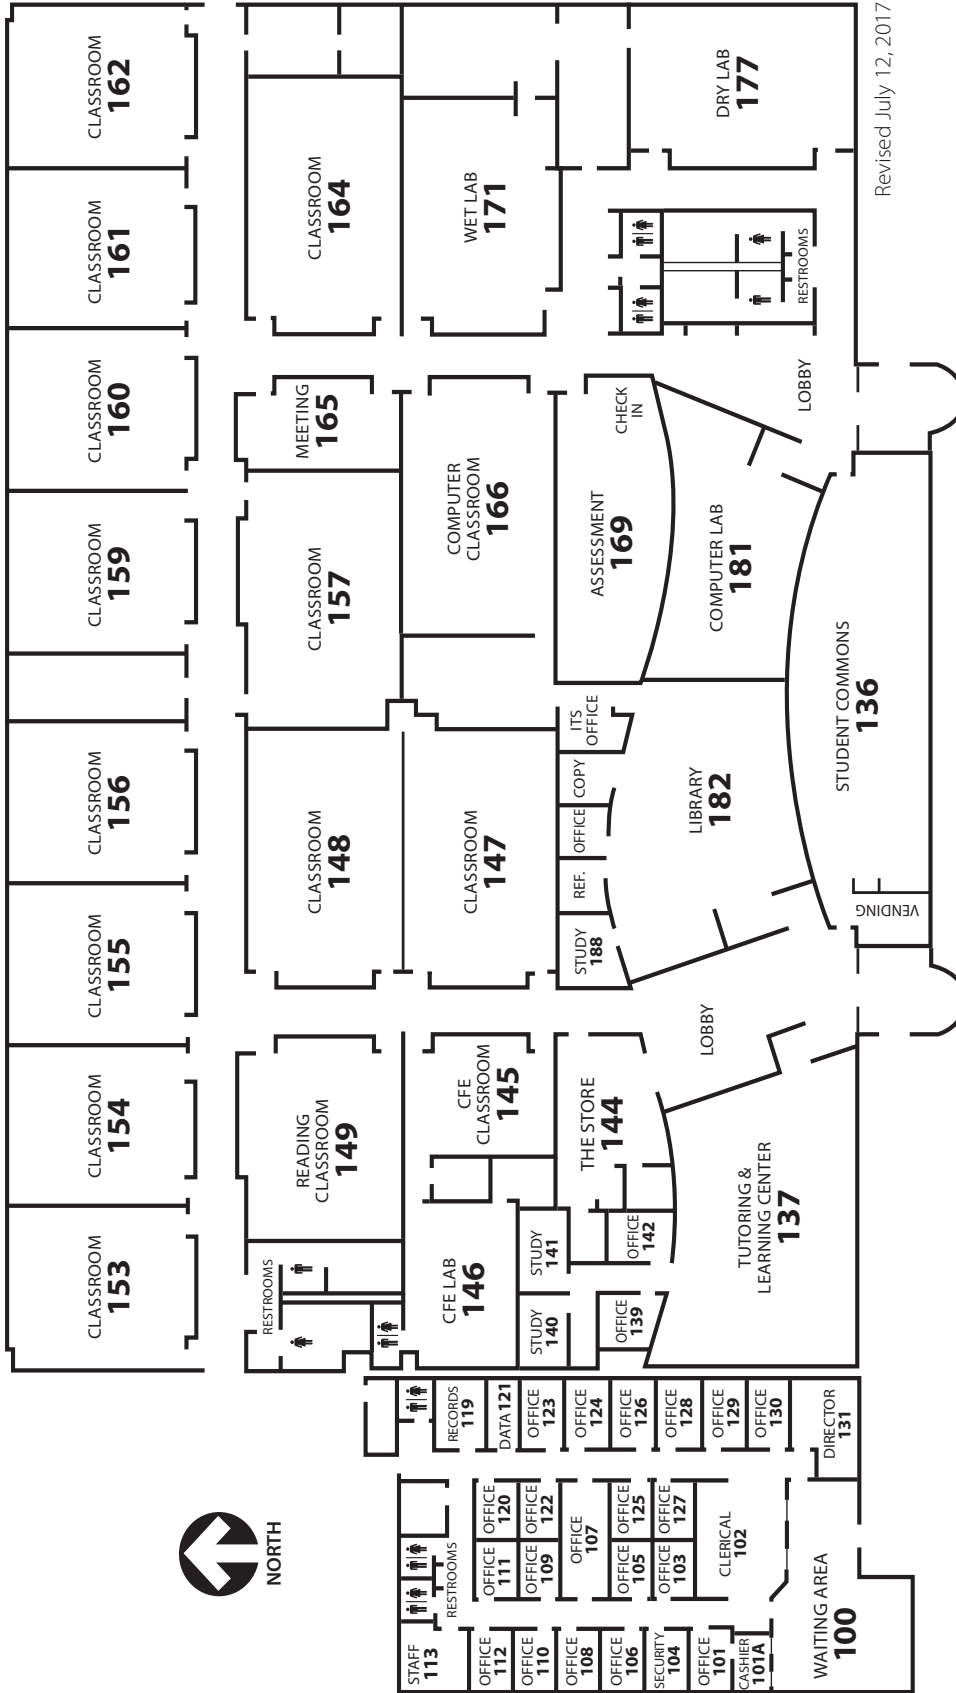 CLASSROOM
153
CLASSROOM
154
CLASSROOM
155
CLASSROOM
156
CLASSROOM
159
CLASSROOM
160
CLASSROOM
161
CLASSROOM
162
RESTROOMS
READING
CLASSROOM
149
CLASSROOM
148
CLASSROOM
157
MEETING
165
CLASSROOM
164
NORTH
CFE LAB
146
CFE
CLASSROOM
145
CLASSROOM
147
COMPUTER
CLASSROOM
166
WET LAB
171
STUDY
140
STUDY
141
THE STORE
144
OFFICE
139
OFFICE
142
STUDY
188
REF.
OFFICE
COPY
ITS
OFFICE
ASSESSMENT
169
CHECK
IN
LIBRARY
182
COMPUTER LAB
181
LOBBY
TUTORING &
LEARNING CENTER
137
RESTROOMS
DRY LAB
177
LOBBY
STUDENT COMMONS
136
VENDING
Revised July 12, 2017
RECORDS
119
DATA 121
OFFICE
123
OFFICE
124
OFFICE
126
OFFICE
128
OFFICE
129
OFFICE
130
DIRECTOR
131
STAFF
113
RESTROOMS
OFFICE
112
OFFICE
110
OFFICE
108
OFFICE
106
SECURITY
104
OFFICE
101
CASHIER
101A
OFFICE
111
OFFICE
120
OFFICE
109
OFFICE
122
OFFICE
107
OFFICE
105
OFFICE
125
OFFICE
103
OFFICE
127
CLERICAL
102
WAITING AREA
100